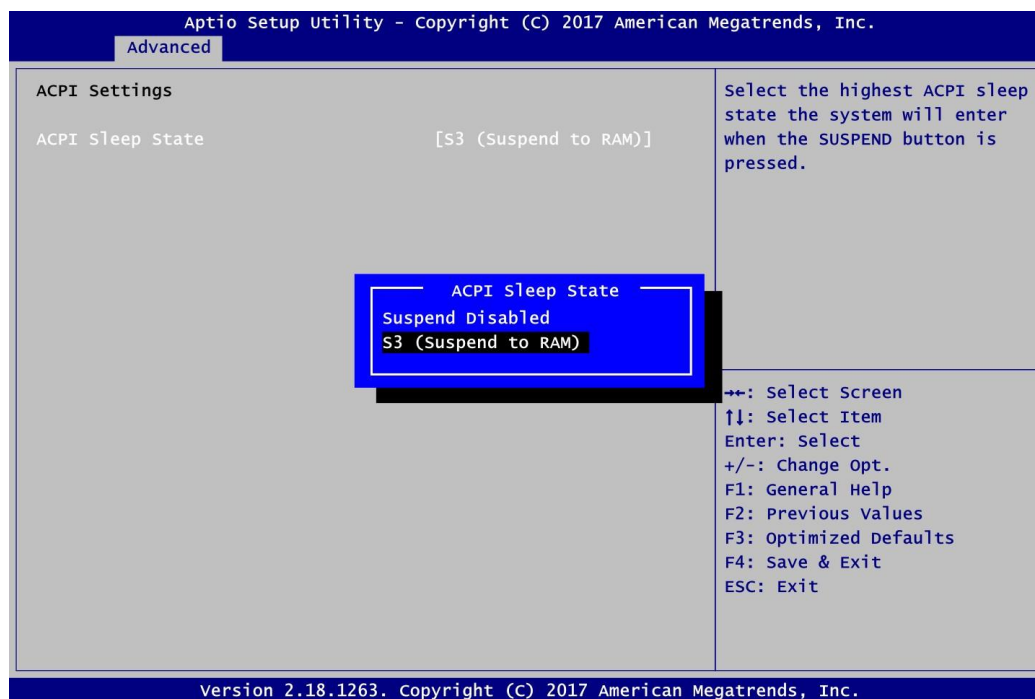 Aptio Setup Utility – Copyright (C) 2017 American Megatrends, Inc.
Advanced
ACPI Settings
ACPI Sleep State [S3 (Suspend to RAM)]
Select the highest ACPI sleep
state the system will enter
when the SUSPEND button is
pressed.
ACPI Sleep State
Suspend Disabled
S3 (Suspend to RAM)
→←: Select Screen
↑↓: Select Item
Enter: Select
+/-: Change Opt.
F1: General Help
F2: Previous Values
F3: Optimized Defaults
F4: Save & Exit
ESC: Exit
Version 2.18.1263. Copyright (C) 2017 American Megatrends, Inc.